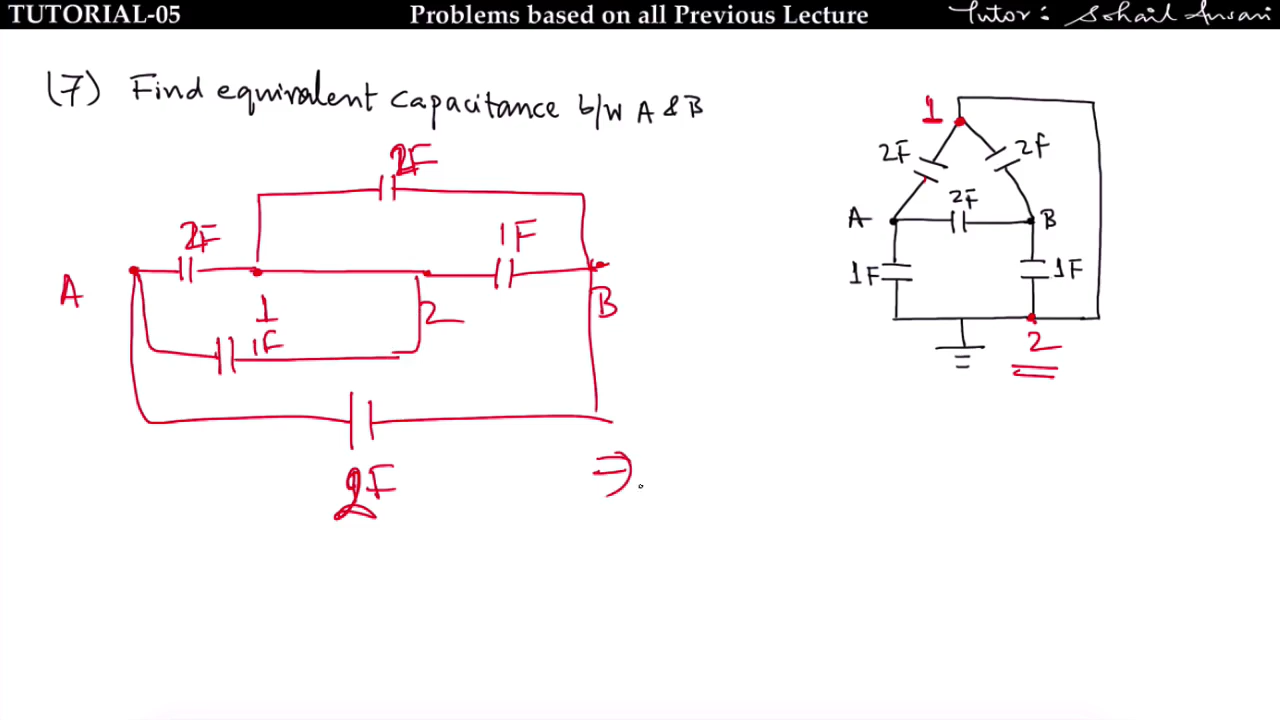 TUTORIAL-05 Problems based on all Previous Lecture Tutor: Sohail Ansari
(7) Find equivalent capacitance b/w A & B
1
2F 2F
2F
A B
1F 1F
2
2F
2F 1F
A B
1 2
1F
2F
⇒